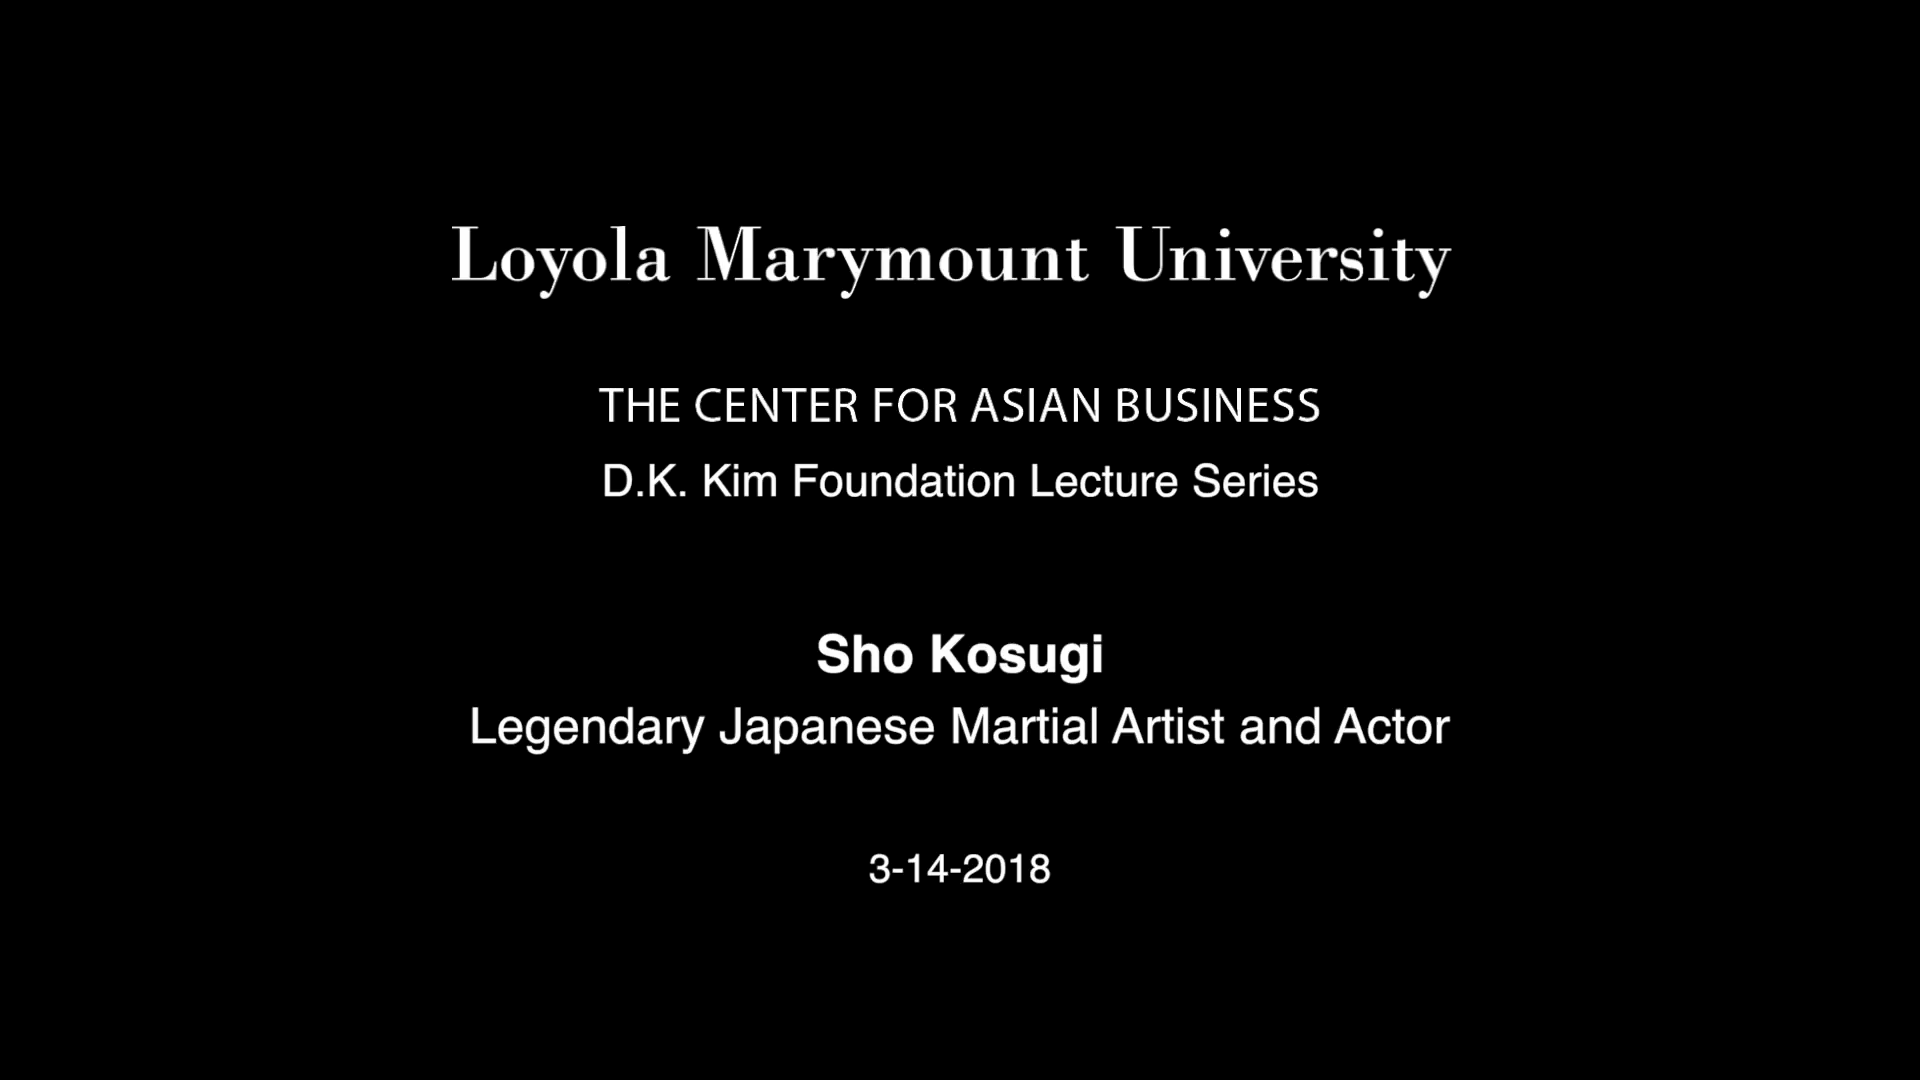 Loyola Marymount University
THE CENTER FOR ASIAN BUSINESS
D.K. Kim Foundation Lecture Series
Sho Kosugi
Legendary Japanese Martial Artist and Actor
3-14-2018